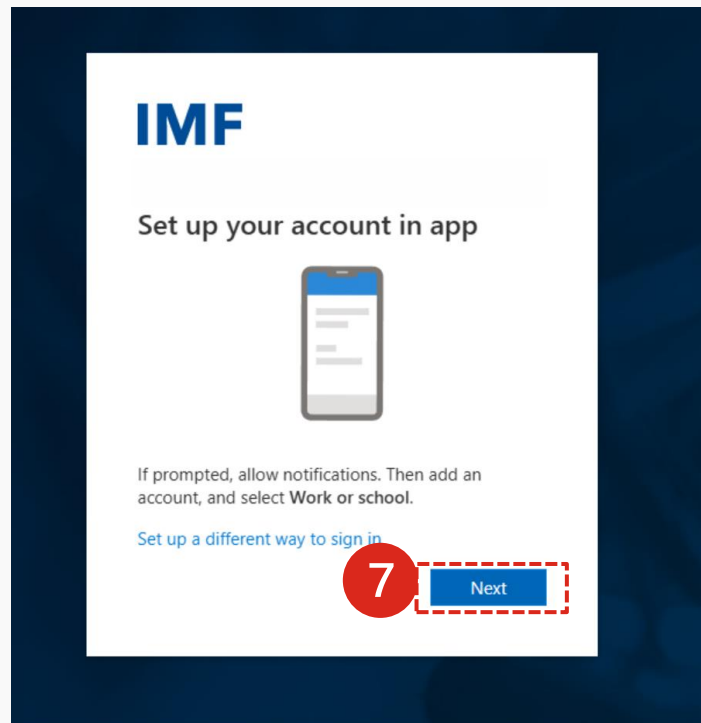 IMF
Set up your account in app
If prompted, allow notifications. Then add an
account, and select Work or school.
Set up a different way to sign in
7
Next